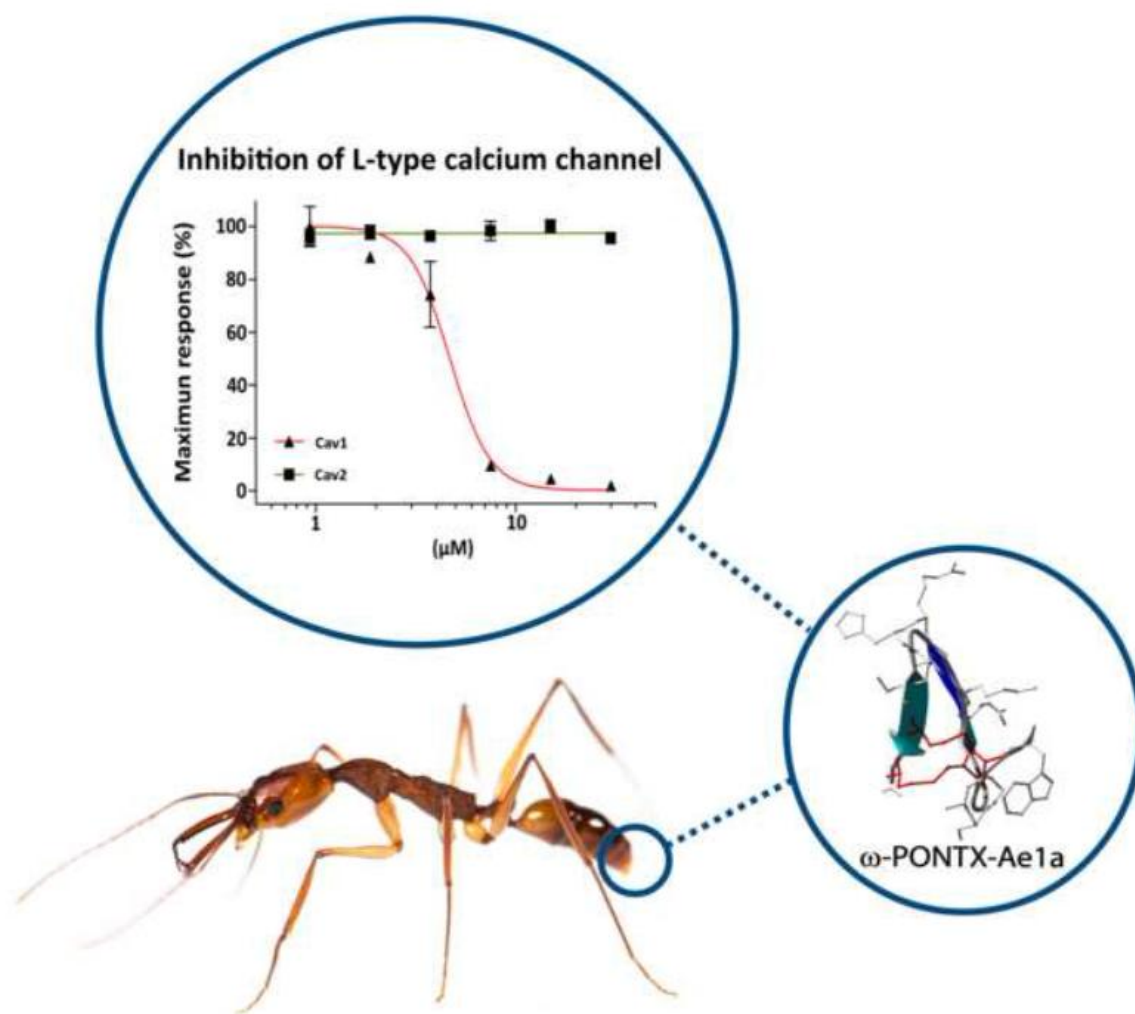 Inhibition of L-type calcium channel
Maximun response (%)
100
80
60
40
20
0
Cav1
Cav2
1
10
(µM)
ω-PONTX-Ae1a